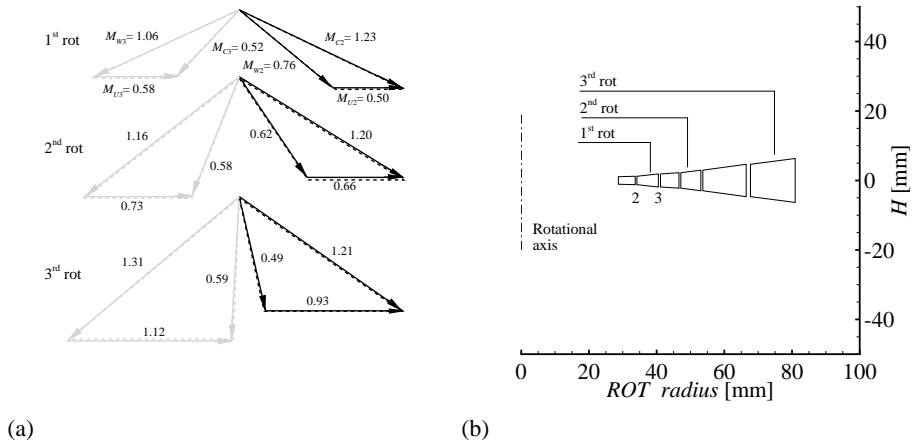 1st rot
M_W3= 1.06
M_C3= 0.52
M_W2= 0.76
M_C2= 1.23
M_U3= 0.58
M_U2= 0.50
2nd rot
1.16
0.58
0.62
1.20
0.73
0.66
3rd rot
1.31
0.59
0.49
1.21
1.12
0.93
(a)
3rd rot
2nd rot
1st rot
2 3
Rotational
axis
40
20
0
-20
-40
H [mm]
0 20 40 60 80 100
ROT radius [mm]
(b)